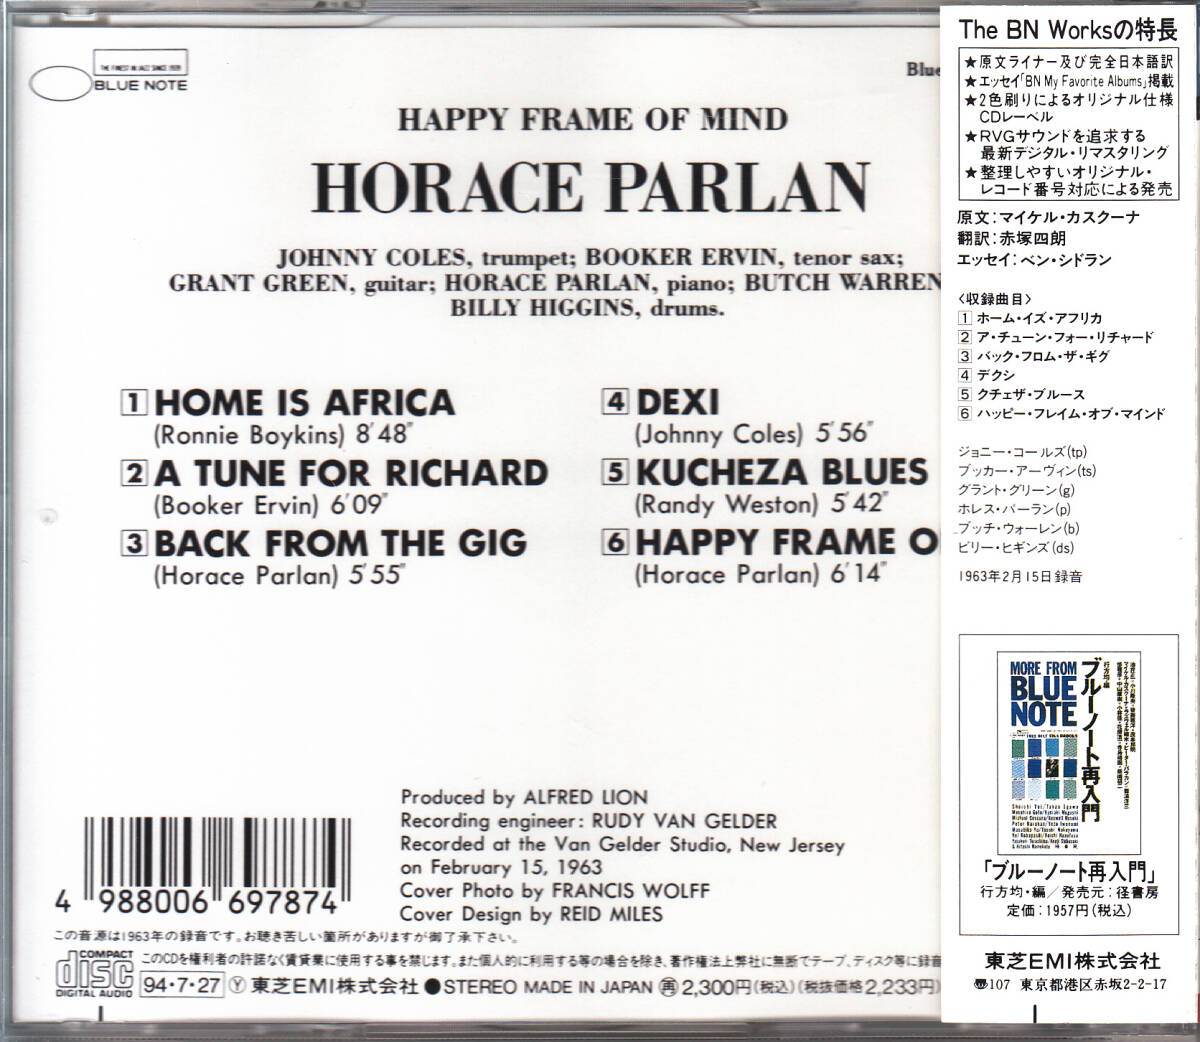 THE FINEST IN JAZZ SINCE 1939
BLUE NOTE
Blue
HAPPY FRAME OF MIND
HORACE PARLAN
JOHNNY COLES, trumpet; BOOKER ERVIN, tenor sax;
GRANT GREEN, guitar; HORACE PARLAN, piano; BUTCH WARREN
BILLY HIGGINS, drums.
1 HOME IS AFRICA
(Ronnie Boykins) 8'48"
2 A TUNE FOR RICHARD
(Booker Ervin) 6'09"
3 BACK FROM THE GIG
(Horace Parlan) 5'55"
4 DEXI
(Johnny Coles) 5'56"
5 KUCHEZA BLUES
(Randy Weston) 5'42"
6 HAPPY FRAME O
(Horace Parlan) 6'14"
Produced by ALFRED LION
Recording engineer: RUDY VAN GELDER
Recorded at the Van Gelder Studio, New Jersey
on February 15, 1963
Cover Photo by FRANCIS WOLFF
Cover Design by REID MILES
4 988006 697874
この音源は1963年の録音です。お聴き苦しい箇所がありますが御了承下さい。
COMPACT
disc
DIGITAL AUDIO
このCDを権利者の許諾なく賃貸業に使用する事を禁じます。また個人的に利用する等の場合を除き、著作権法上弊社に無断でテープ、ディスク等に録音
94・7・27 Ⓨ 東芝EMI株式会社 ●STEREO MADE IN JAPAN ㊢ 2,300円(税込)(税抜価格2,233円)
The BN Worksの特長
★原文ライナー及び完全日本語訳
★エッセイ「BN My Favorite Albums」掲載
★2色刷りによるオリジナル仕様
CDレーベル
★RVGサウンドを追求する
最新デジタル・リマスタリング
★整理しやすいオリジナル・
レコード番号対応による発売
原文:マイケル・カスクーナ
翻訳:赤塚四朗
エッセイ:ベン・シドラン
〈収録曲目〉
1 ホーム・イズ・アフリカ
2 ア・チューン・フォー・リチャード
3 バック・フロム・ザ・ギグ
4 デクシ
5 クチェザ・ブルース
6 ハッピー・フレイム・オブ・マインド
ジョニー・コールズ(tp)
ブッカー・アーヴィン(ts)
グラント・グリーン(g)
ホレス・パーラン(p)
ブッチ・ウォーレン(b)
ビリー・ヒギンズ(ds)
1963年2月15日録音
MORE FROM
BLUE
NOTE
ブルーノート再入門
行方均・編
「ブルーノート再入門」
行方均・編/発売元:径書房
定価:1957円(税込)
東芝EMI株式会社
〠107 東京都港区赤坂2-2-17